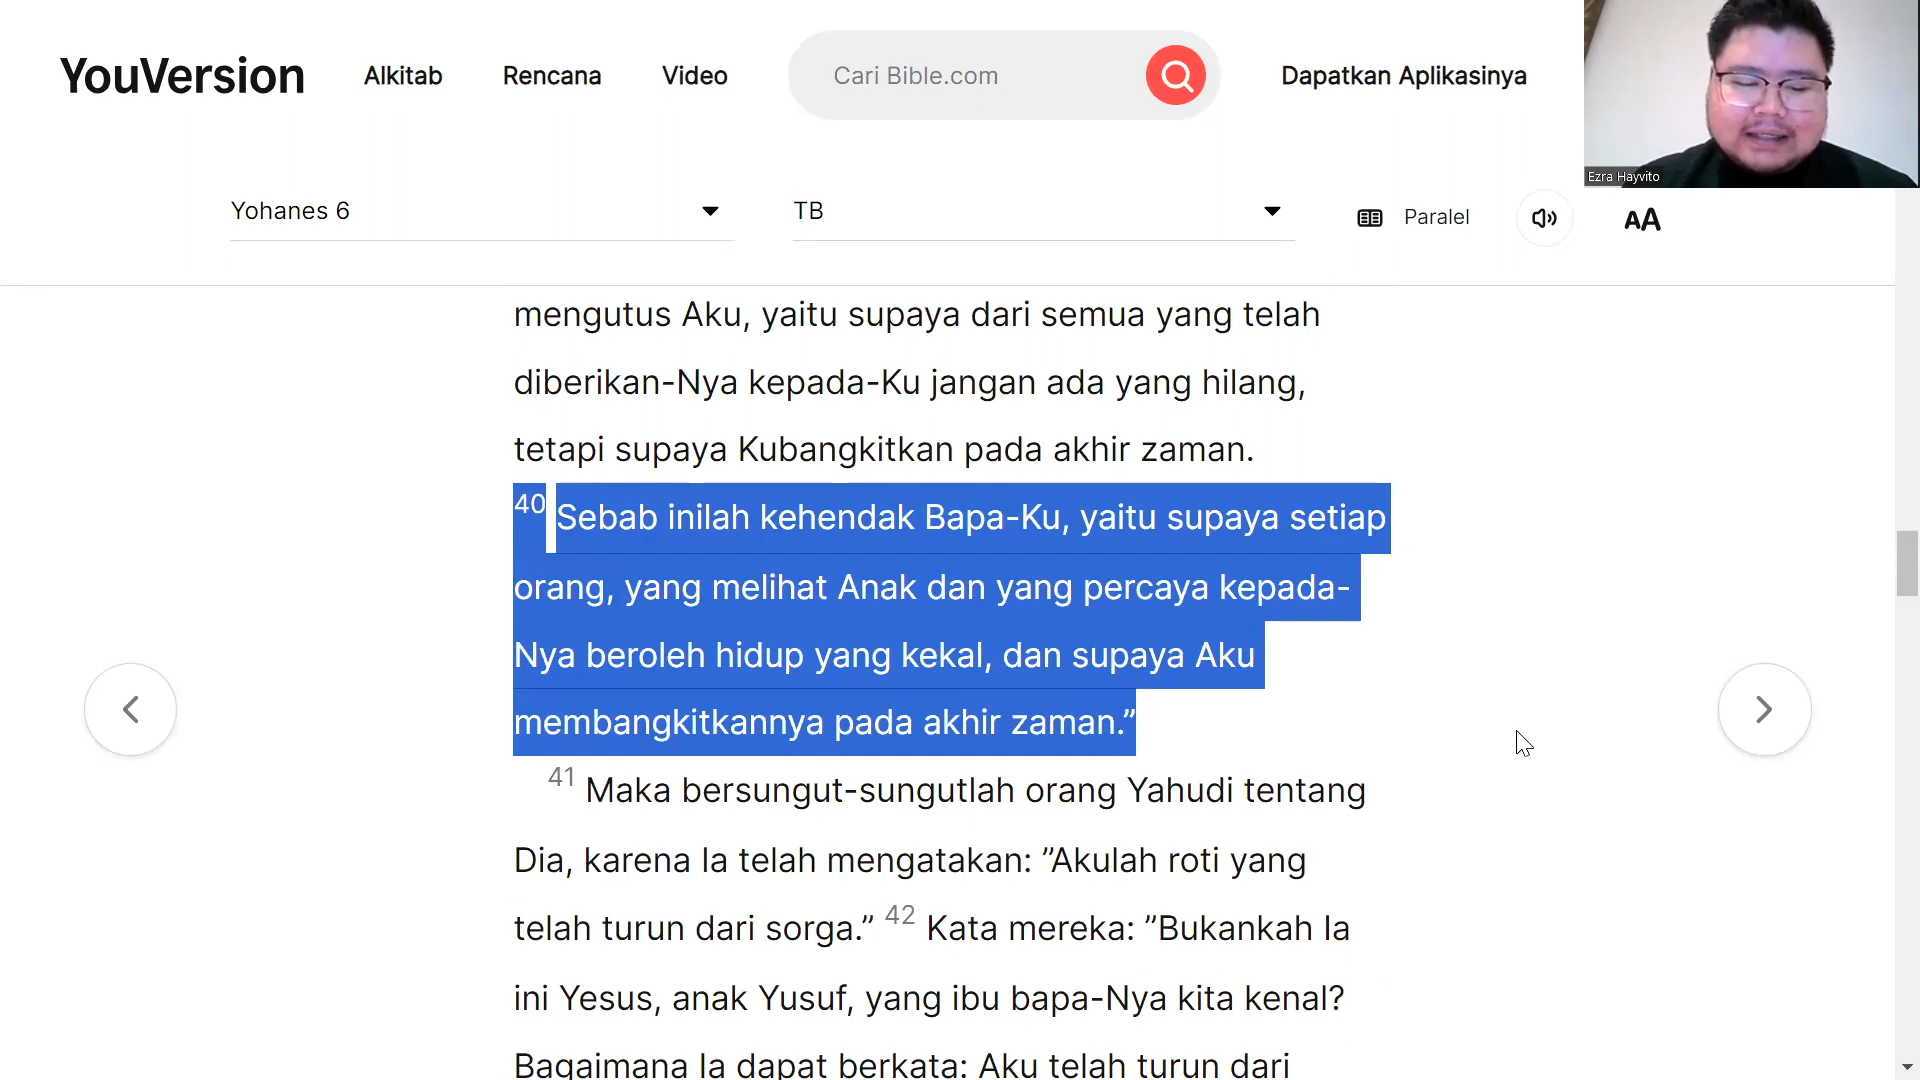 YouVersion Alkitab Rencana Video Cari Bible.com Dapatkan Aplikasinya
Ezra Hayvito
Yohanes 6 TB Paralel AA
mengutus Aku, yaitu supaya dari semua yang telah
diberikan-Nya kepada-Ku jangan ada yang hilang,
tetapi supaya Kubangkitkan pada akhir zaman.
40 Sebab inilah kehendak Bapa-Ku, yaitu supaya setiap
orang, yang melihat Anak dan yang percaya kepada-
Nya beroleh hidup yang kekal, dan supaya Aku
membangkitkannya pada akhir zaman.”
41 Maka bersungut-sungutlah orang Yahudi tentang
Dia, karena Ia telah mengatakan: ”Akulah roti yang
telah turun dari sorga.” 42 Kata mereka: ”Bukankah Ia
ini Yesus, anak Yusuf, yang ibu bapa-Nya kita kenal?
Bagaimana Ia dapat berkata: Aku telah turun dari